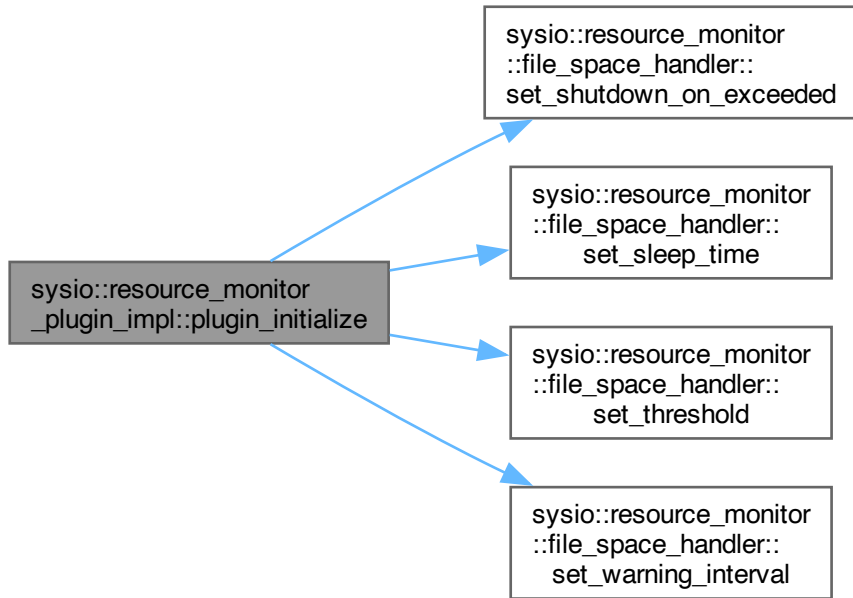 sysio::resource_monitor
::file_space_handler::
set_shutdown_on_exceeded
sysio::resource_monitor
::file_space_handler::
set_sleep_time
sysio::resource_monitor
_plugin_impl::plugin_initialize
sysio::resource_monitor
::file_space_handler::
set_threshold
sysio::resource_monitor
::file_space_handler::
set_warning_interval